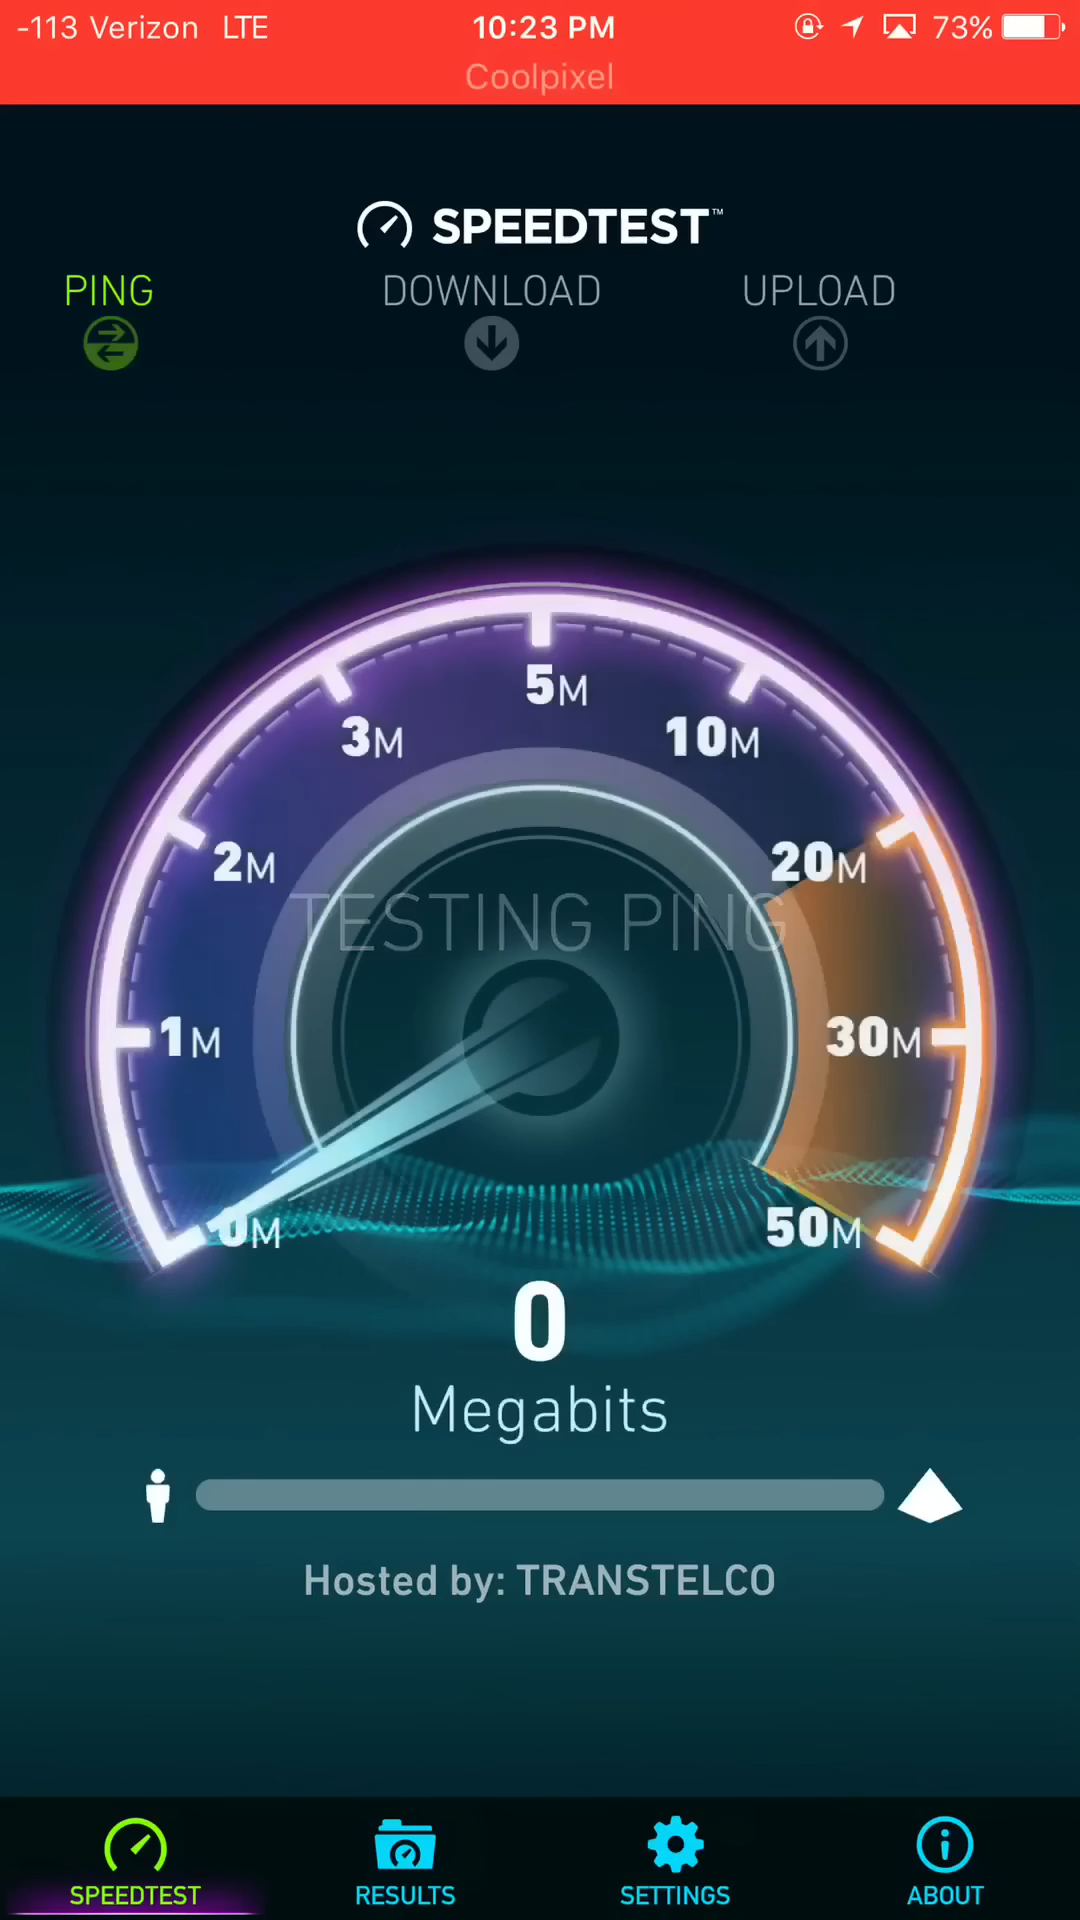 -113 Verizon LTE 10:23 PM 73%
Coolpixel
SPEEDTEST™
PING DOWNLOAD UPLOAD
5M
3M 10M
2M 20M
TESTING PING
1M 30M
0M 50M
0
Megabits
Hosted by: TRANSTELCO
SPEEDTEST RESULTS SETTINGS ABOUT